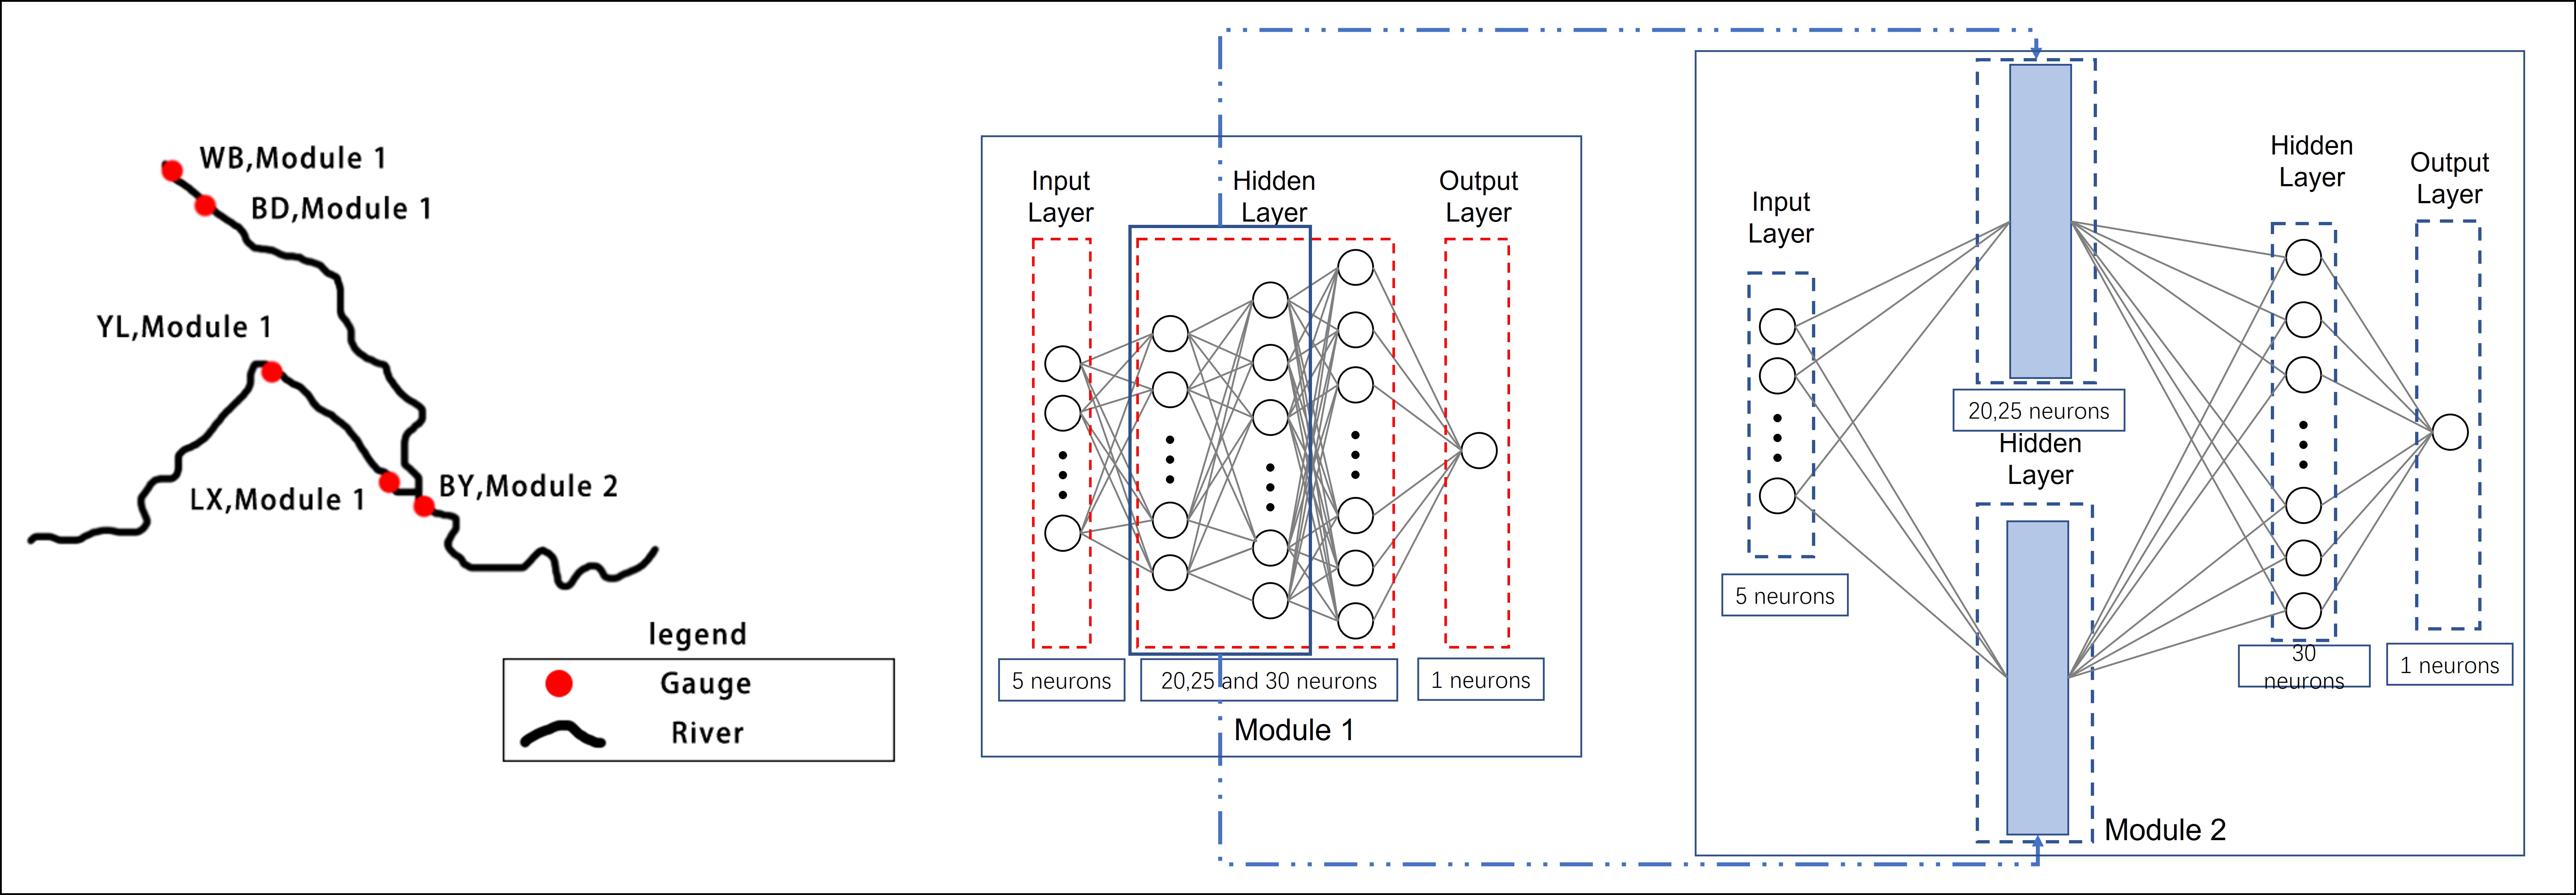 WB,Module 1
BD,Module 1
YL,Module 1
LX,Module 1
BY,Module 2
legend
Gauge
River
Input
Layer
Hidden
Layer
Output
Layer
5 neurons
20,25 and 30 neurons
1 neurons
Module 1
Input
Layer
5 neurons
20,25 neurons
Hidden
Layer
Hidden
Layer
30
neurons
Output
Layer
1 neurons
Module 2